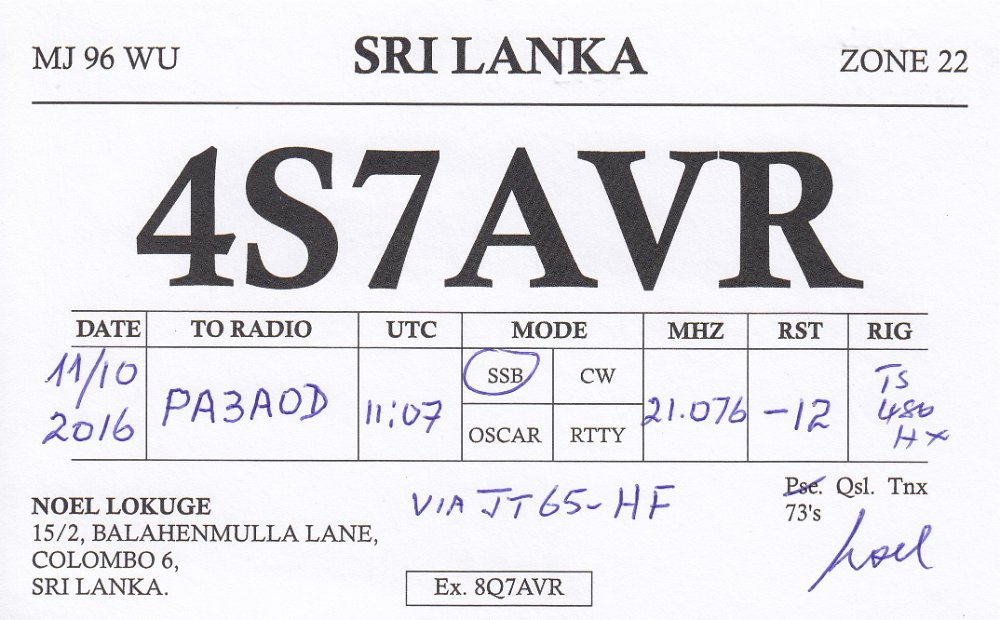 MJ 96 WU SRI LANKA ZONE 22
4S7AVR
DATE TO RADIO UTC MODE MHZ RST RIG
11/10 2016 PA3AOD 11:07 SSB CW 21.076 -12 TS 480 HX
OSCAR RTTY
VIA JT65-HF
Pse. Qsl. Tnx
73's
Noel
NOEL LOKUGE
15/2, BALAHENMULLA LANE,
COLOMBO 6,
SRI LANKA.
Ex. 8Q7AVR